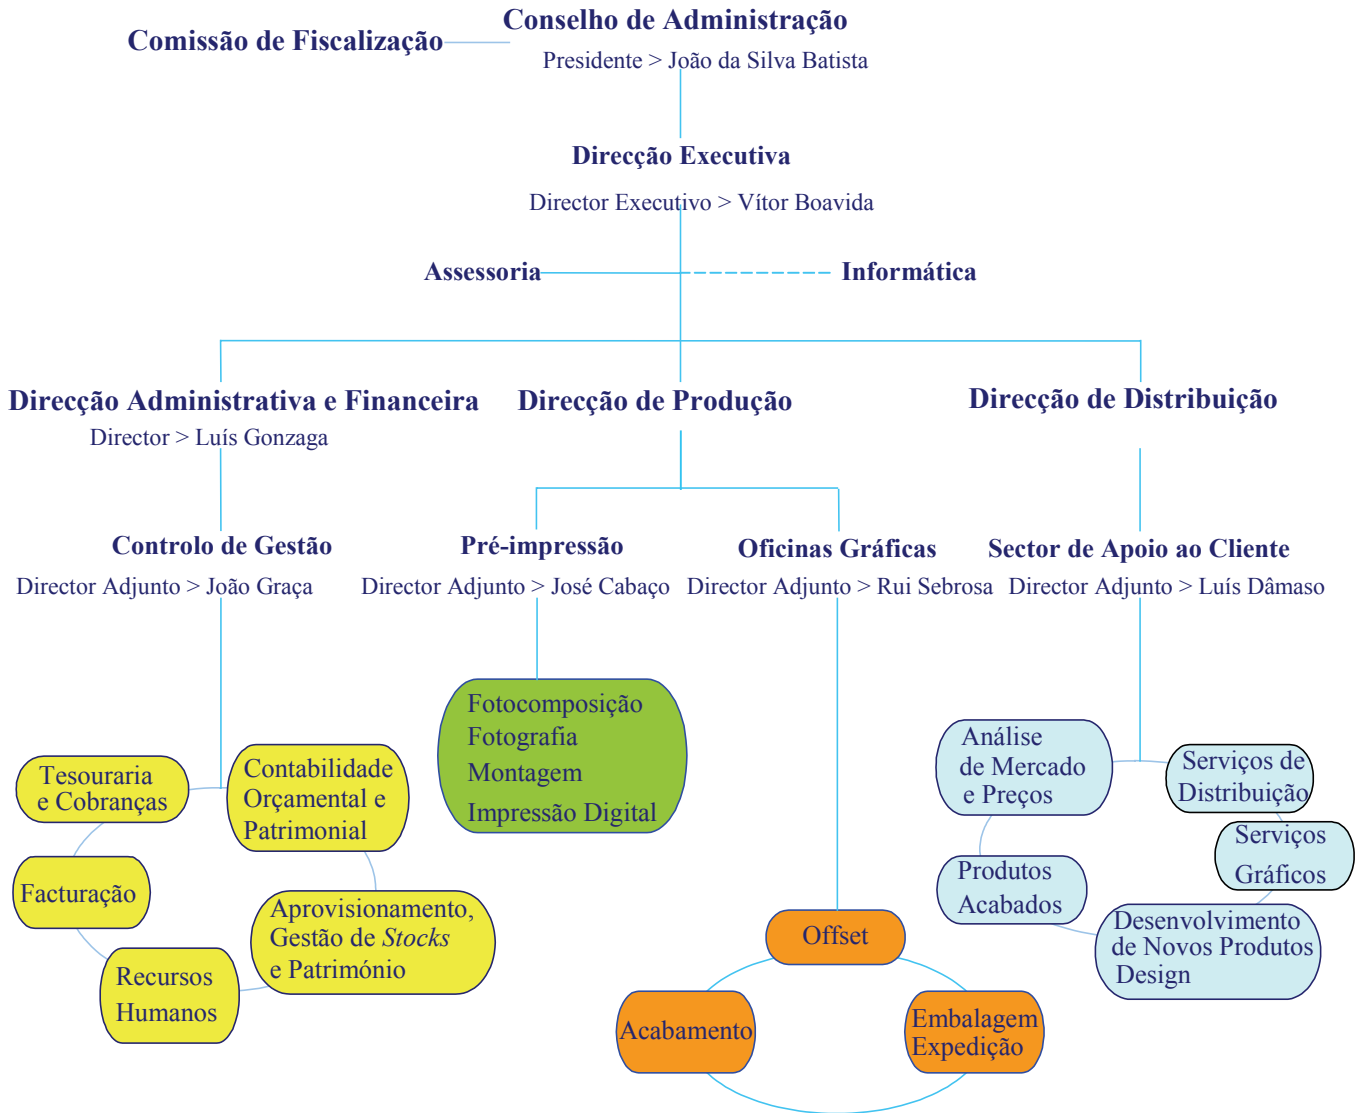 Conselho de Administração
Comissão de Fiscalização
Presidente > João da Silva Batista
Direcção Executiva
Director Executivo > Vítor Boavida
Assessoria
Informática
Direcção Administrativa e Financeira
Director > Luís Gonzaga
Direcção de Produção
Direcção de Distribuição
Controlo de Gestão
Director Adjunto > João Graça
Pré-impressão
Director Adjunto > José Cabaço
Oficinas Gráficas
Director Adjunto > Rui Sebrosa
Sector de Apoio ao Cliente
Director Adjunto > Luís Dâmaso
Tesouraria
e Cobranças
Contabilidade
Orçamental e
Patrimonial
Facturação
Aprovisionamento,
Gestão de Stocks
e Património
Recursos
Humanos
Fotocomposição
Fotografia
Montagem
Impressão Digital
Offset
Acabamento
Embalagem
Expedição
Análise
de Mercado
e Preços
Serviços de
Distribuição
Serviços
Gráficos
Produtos
Acabados
Desenvolvimento
de Novos Produtos
Design